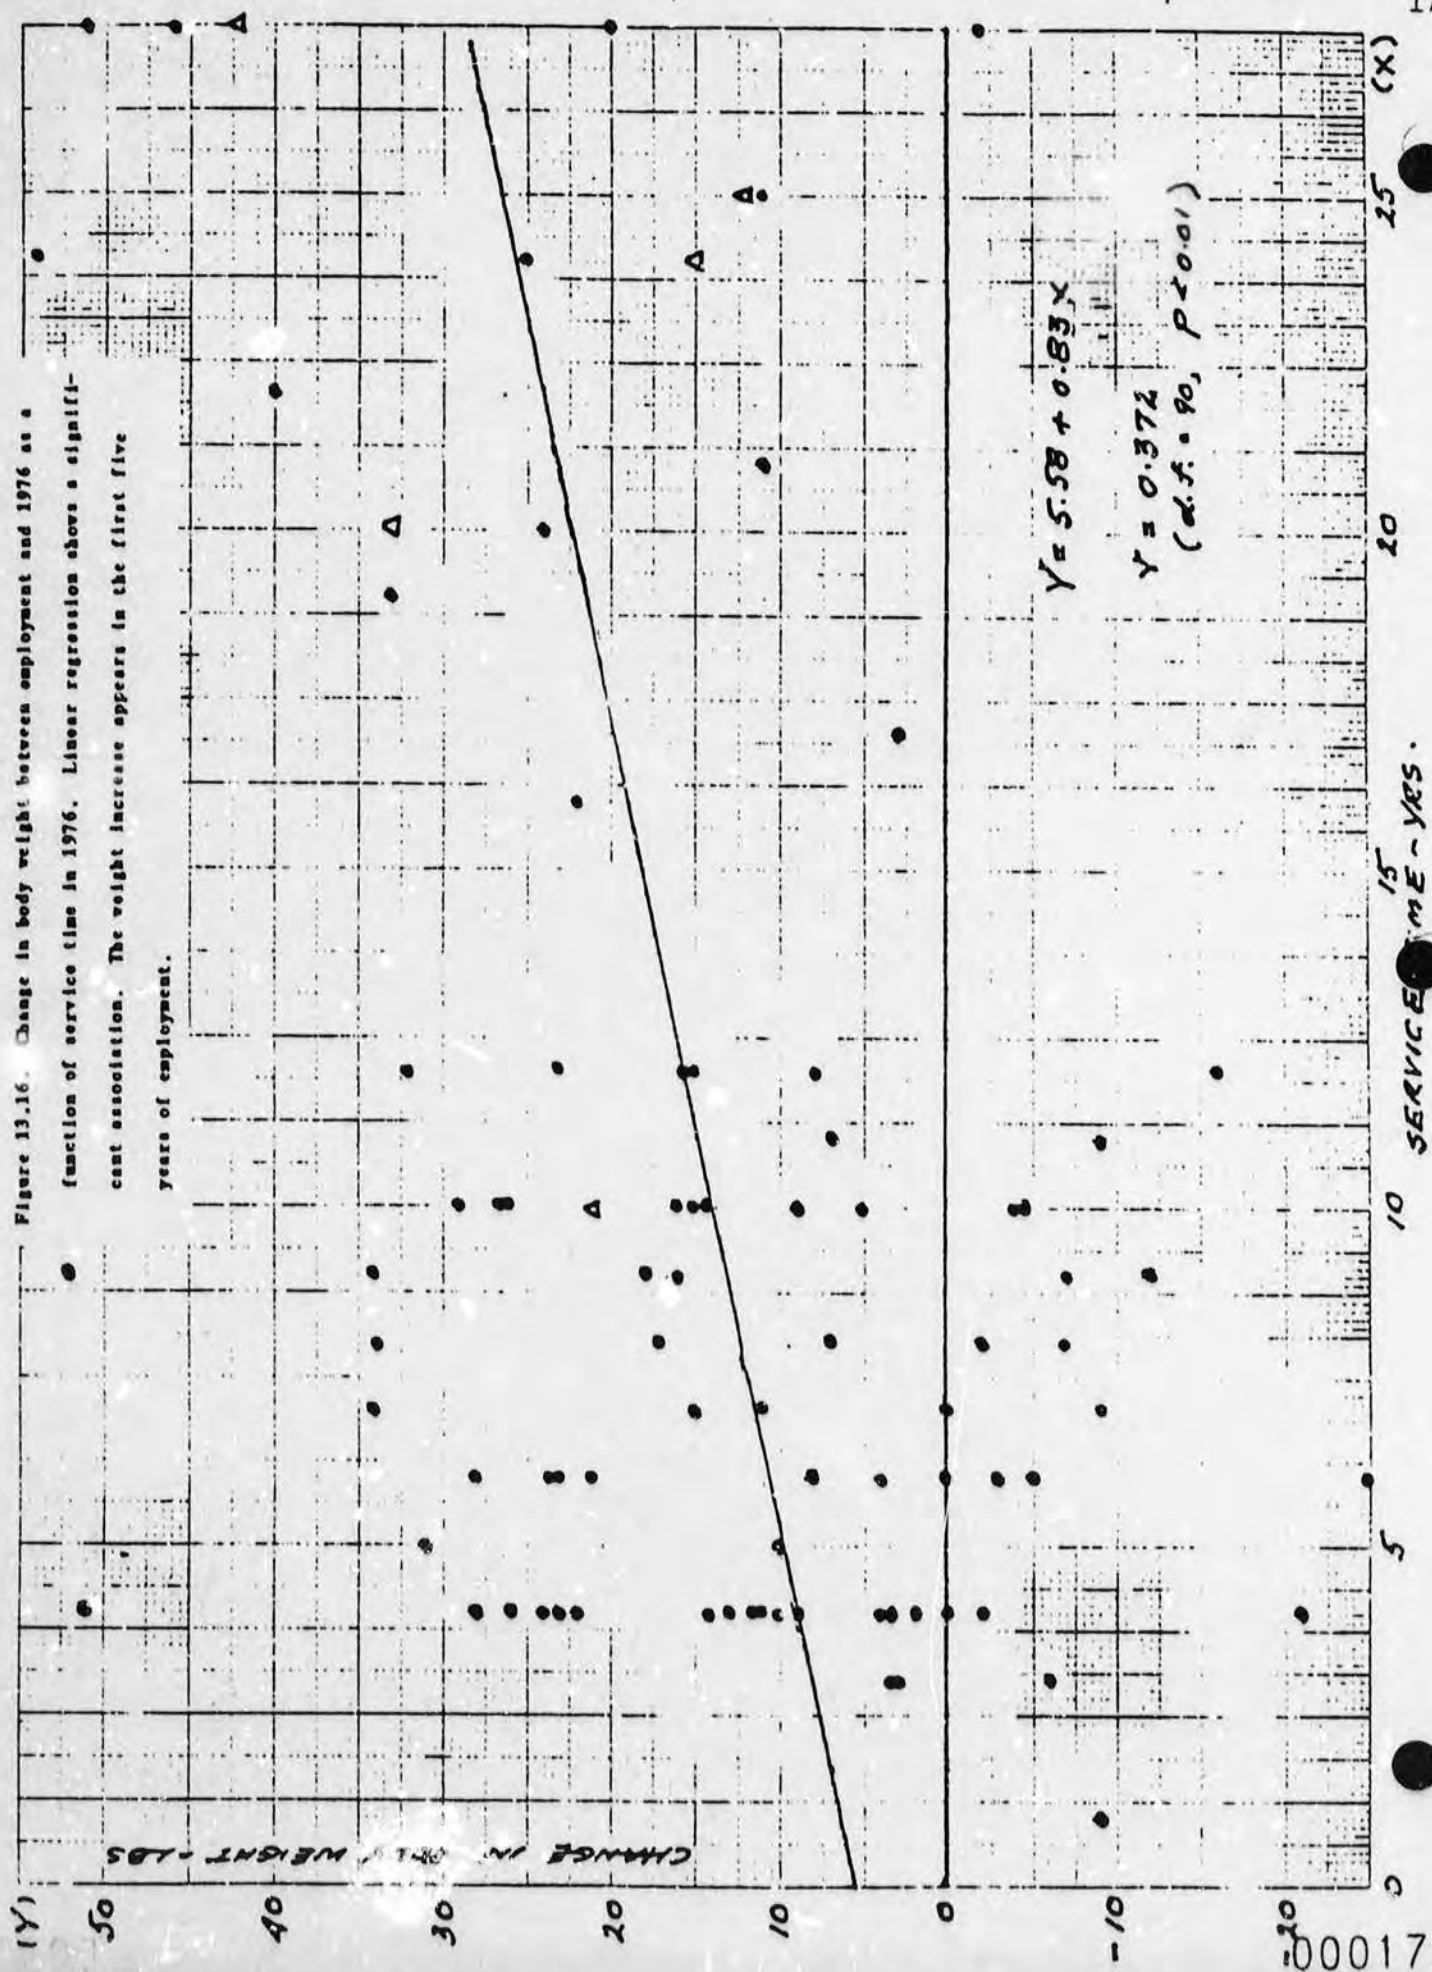 Figure 13.16. Change in body weight between employment and 1976 as a
function of service time in 1976. Linear regression shows a signifi-
cant association. The weight increase appears in the first five
years of employment.
(Y)
50
40
30
20
10
0
-10
-20
CHANGE IN WEIGHT - LBS
Y = 5.58 + 0.83 X
r = 0.372
(d.f. = 90, P < 0.01)
0
5
10
15
20
25
(X)
SERVICE - YRS.
00017